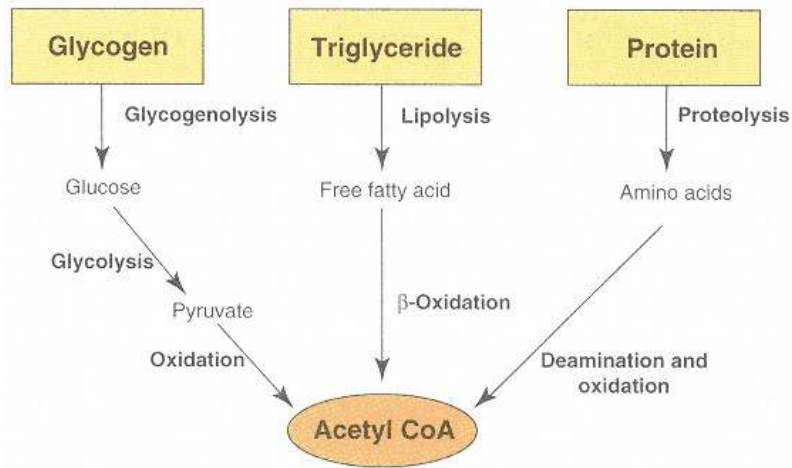 Glycogen
Triglyceride
Protein
Glycogenolysis
Lipolysis
Proteolysis
Glucose
Free fatty acid
Amino acids
Glycolysis
Pyruvate
β-Oxidation
Oxidation
Deamination and
oxidation
Acetyl CoA